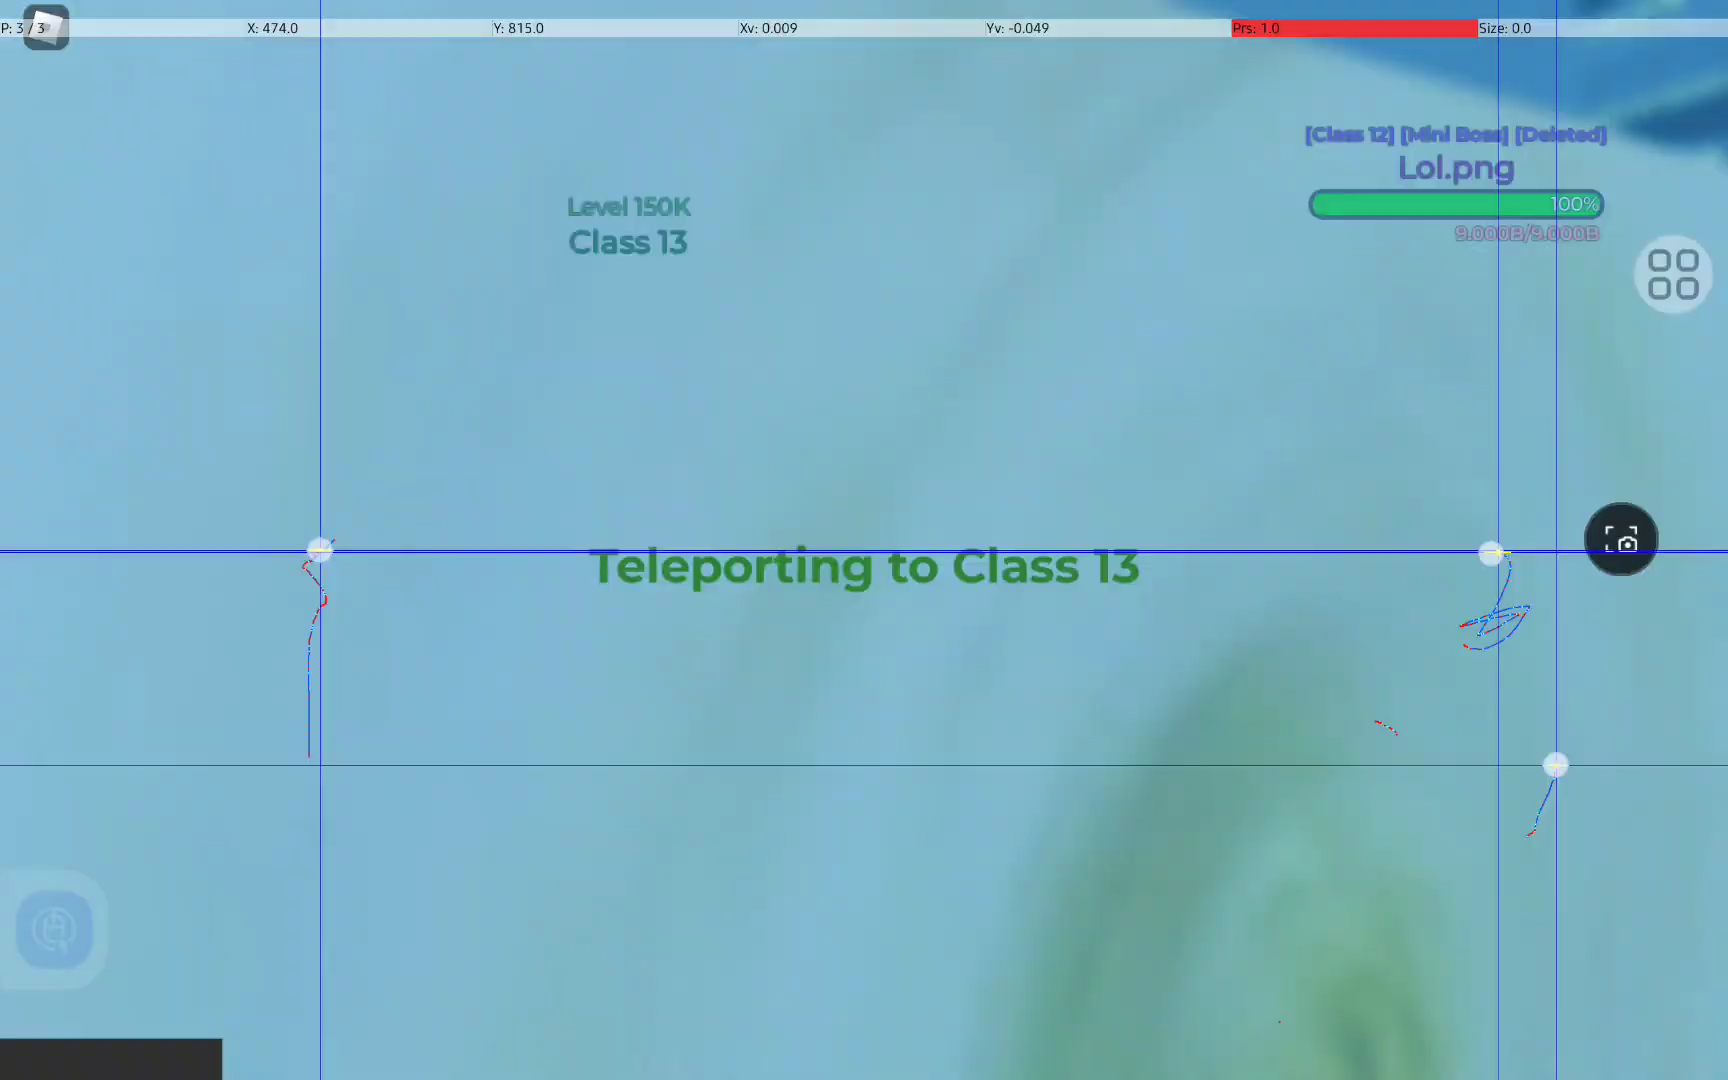 P: 3 / 3 X: 474.0 Y: 815.0 Xv: 0.009 Yv: -0.049 Prs: 1.0 Size: 0.0
[Class 12] [Mini Boss] [Deleted]
Lol.png
100%
9.000B/9.000B
Level 150K
Class 13
Teleporting to Class 13